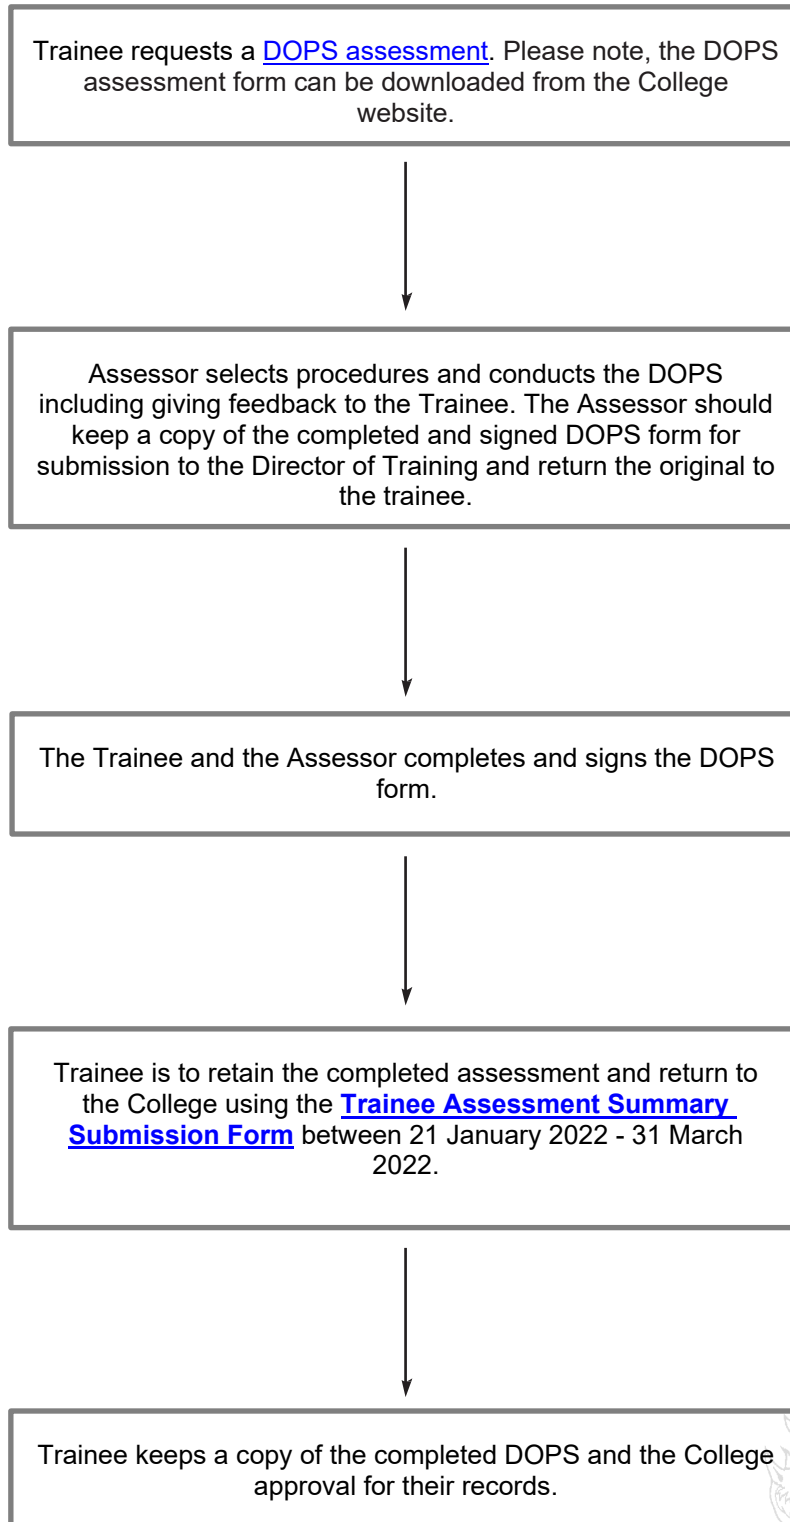 Trainee requests a DOPS assessment. Please note, the DOPS
assessment form can be downloaded from the College
website.
Assessor selects procedures and conducts the DOPS
including giving feedback to the Trainee. The Assessor should
keep a copy of the completed and signed DOPS form for
submission to the Director of Training and return the original to
the trainee.
The Trainee and the Assessor completes and signs the DOPS
form.
Trainee is to retain the completed assessment and return to
the College using the Trainee Assessment Summary
Submission Form between 21 January 2022 - 31 March
2022.
Trainee keeps a copy of the completed DOPS and the College
approval for their records.